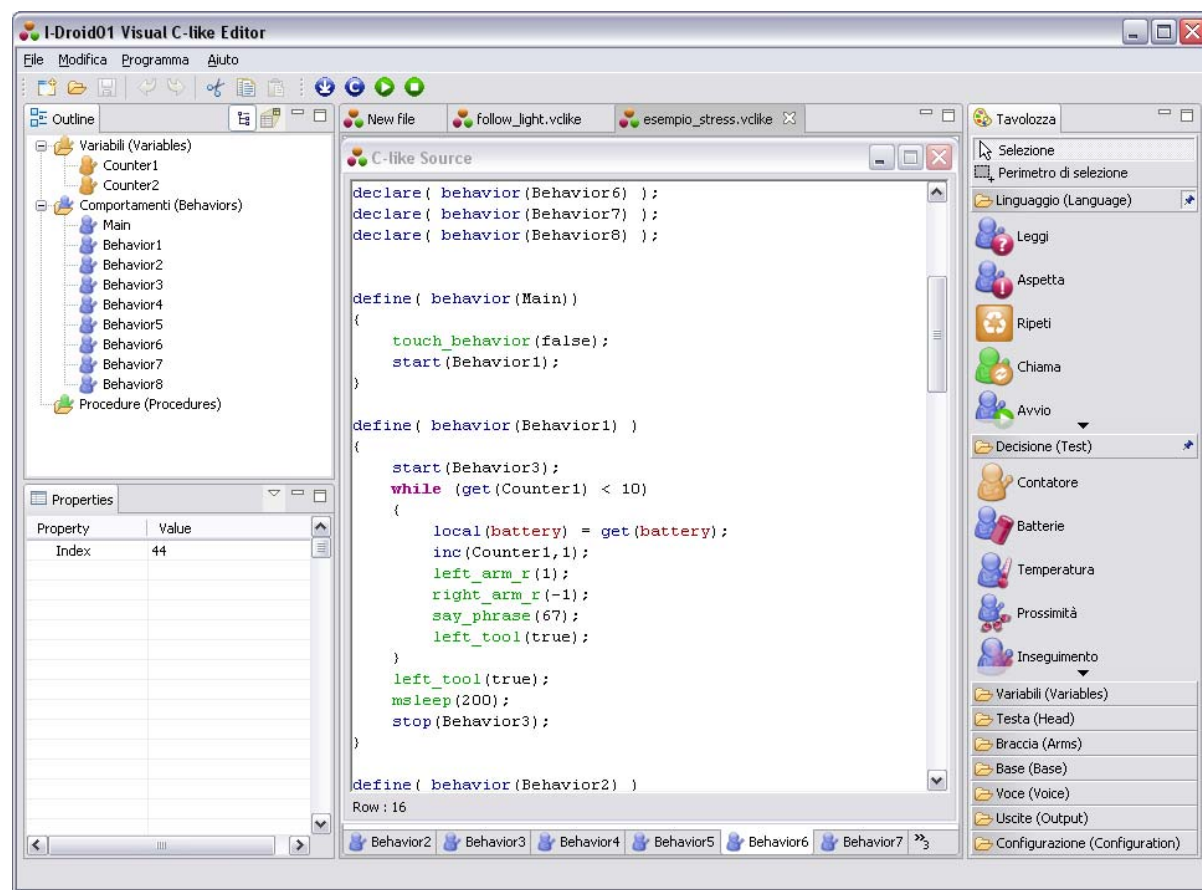 I-Droid01 Visual C-like Editor
File Modifica Programma Aiuto
Outline
Variabili (Variables)
Counter1
Counter2
Comportamenti (Behaviors)
Main
Behavior1
Behavior2
Behavior3
Behavior4
Behavior5
Behavior6
Behavior7
Behavior8
Procedure (Procedures)
Properties
Property Value
Index 44
New file follow_light.vclike esempio_stress.vclike
C-like Source
declare( behavior(Behavior6) );
declare( behavior(Behavior7) );
declare( behavior(Behavior8) );
define( behavior(Main))
{
touch_behavior(false);
start(Behavior1);
}
define( behavior(Behavior1) )
{
start(Behavior3);
while (get(Counter1) < 10)
{
local(battery) = get(battery);
inc(Counter1,1);
left_arm_r(1);
right_arm_r(-1);
say_phrase(67);
left_tool(true);
}
left_tool(true);
msleep(200);
stop(Behavior3);
}
define( behavior(Behavior2) )
Row : 16
Behavior2 Behavior3 Behavior4 Behavior5 Behavior6 Behavior7 »3
Tavolozza
Selezione
Perimetro di selezione
Linguaggio (Language)
Leggi
Aspetta
Ripeti
Chiama
Avvio
Decisione (Test)
Contatore
Batterie
Temperatura
Prossimità
Inseguimento
Variabili (Variables)
Testa (Head)
Braccia (Arms)
Base (Base)
Voce (Voice)
Uscite (Output)
Configurazione (Configuration)